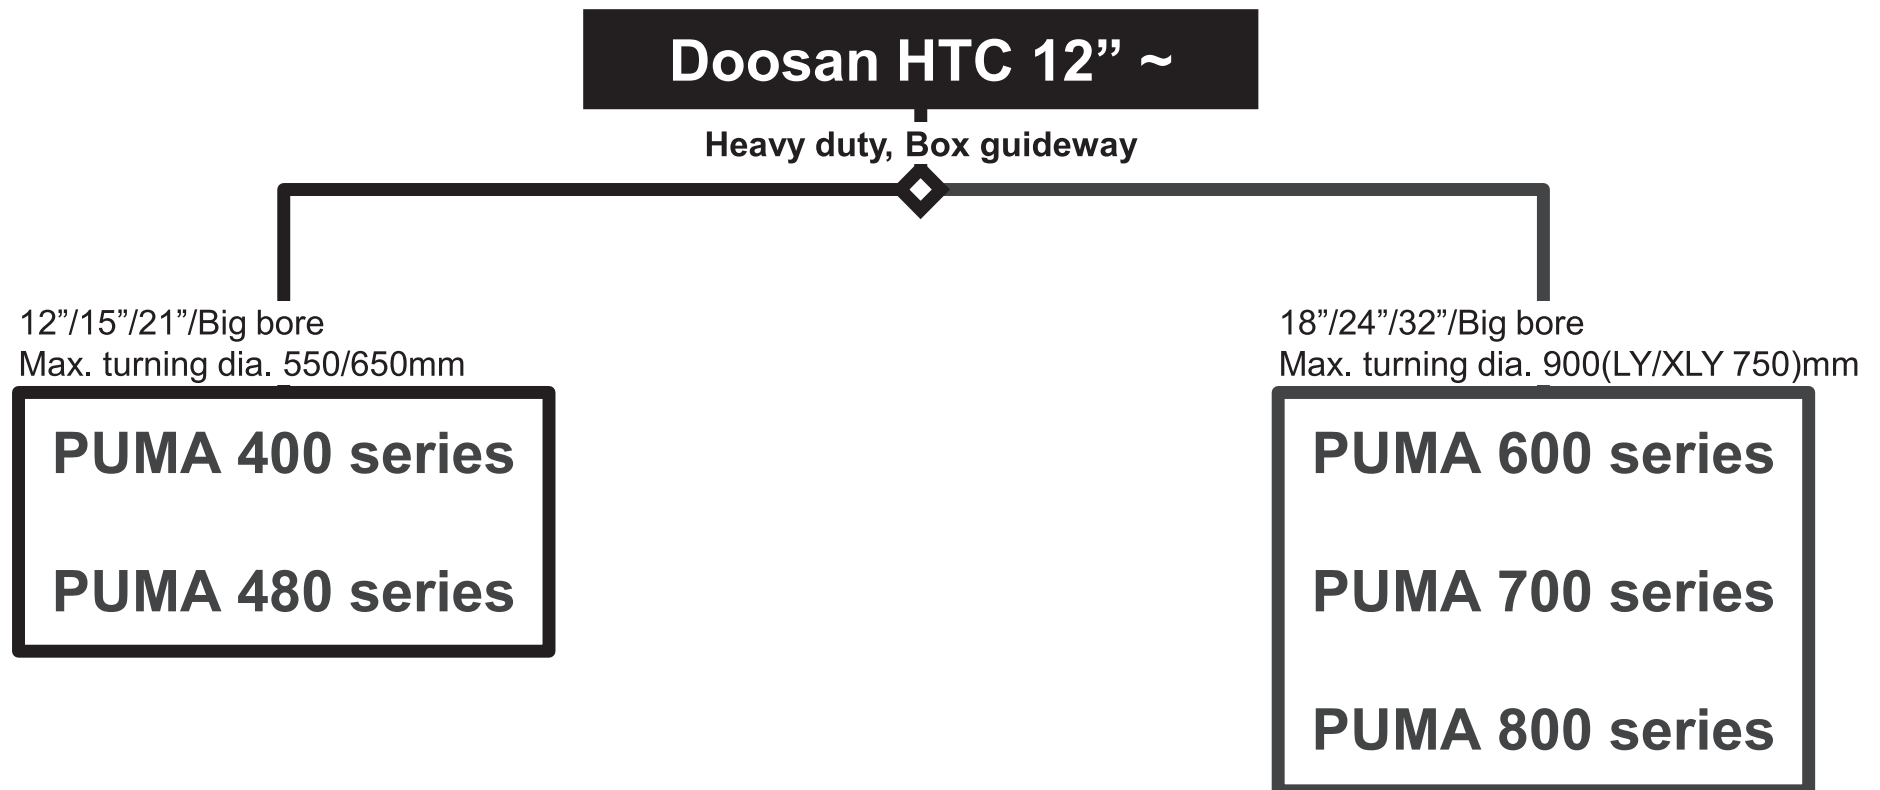 Doosan HTC 12” ~
Heavy duty, Box guideway
12”/15”/21”/Big bore
Max. turning dia. 550/650mm
PUMA 400 series
PUMA 480 series
18”/24”/32”/Big bore
Max. turning dia. 900(LY/XLY 750)mm
PUMA 600 series
PUMA 700 series
PUMA 800 series